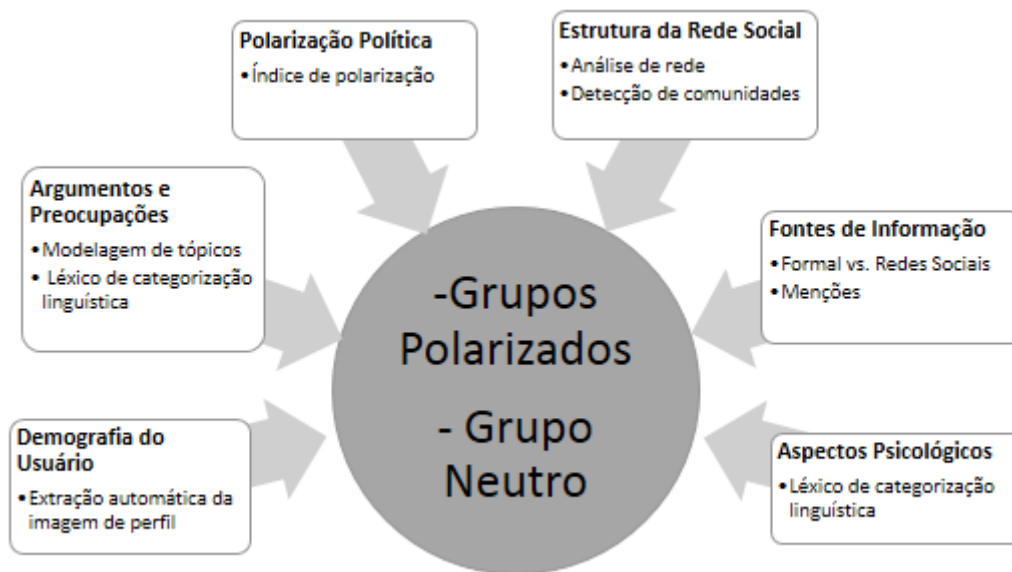 Polarização Política
•Índice de polarização
Estrutura da Rede Social
•Análise de rede
•Detecção de comunidades
Argumentos e
Preocupações
•Modelagem de tópicos
• Léxico de categorização
linguística
Fontes de Informação
•Formal vs. Redes Sociais
•Menções
-Grupos
Polarizados
- Grupo
Neutro
Demografia do
Usuário
•Extração automática da
imagem de perfil
Aspectos Psicológicos
•Léxico de categorização
linguística